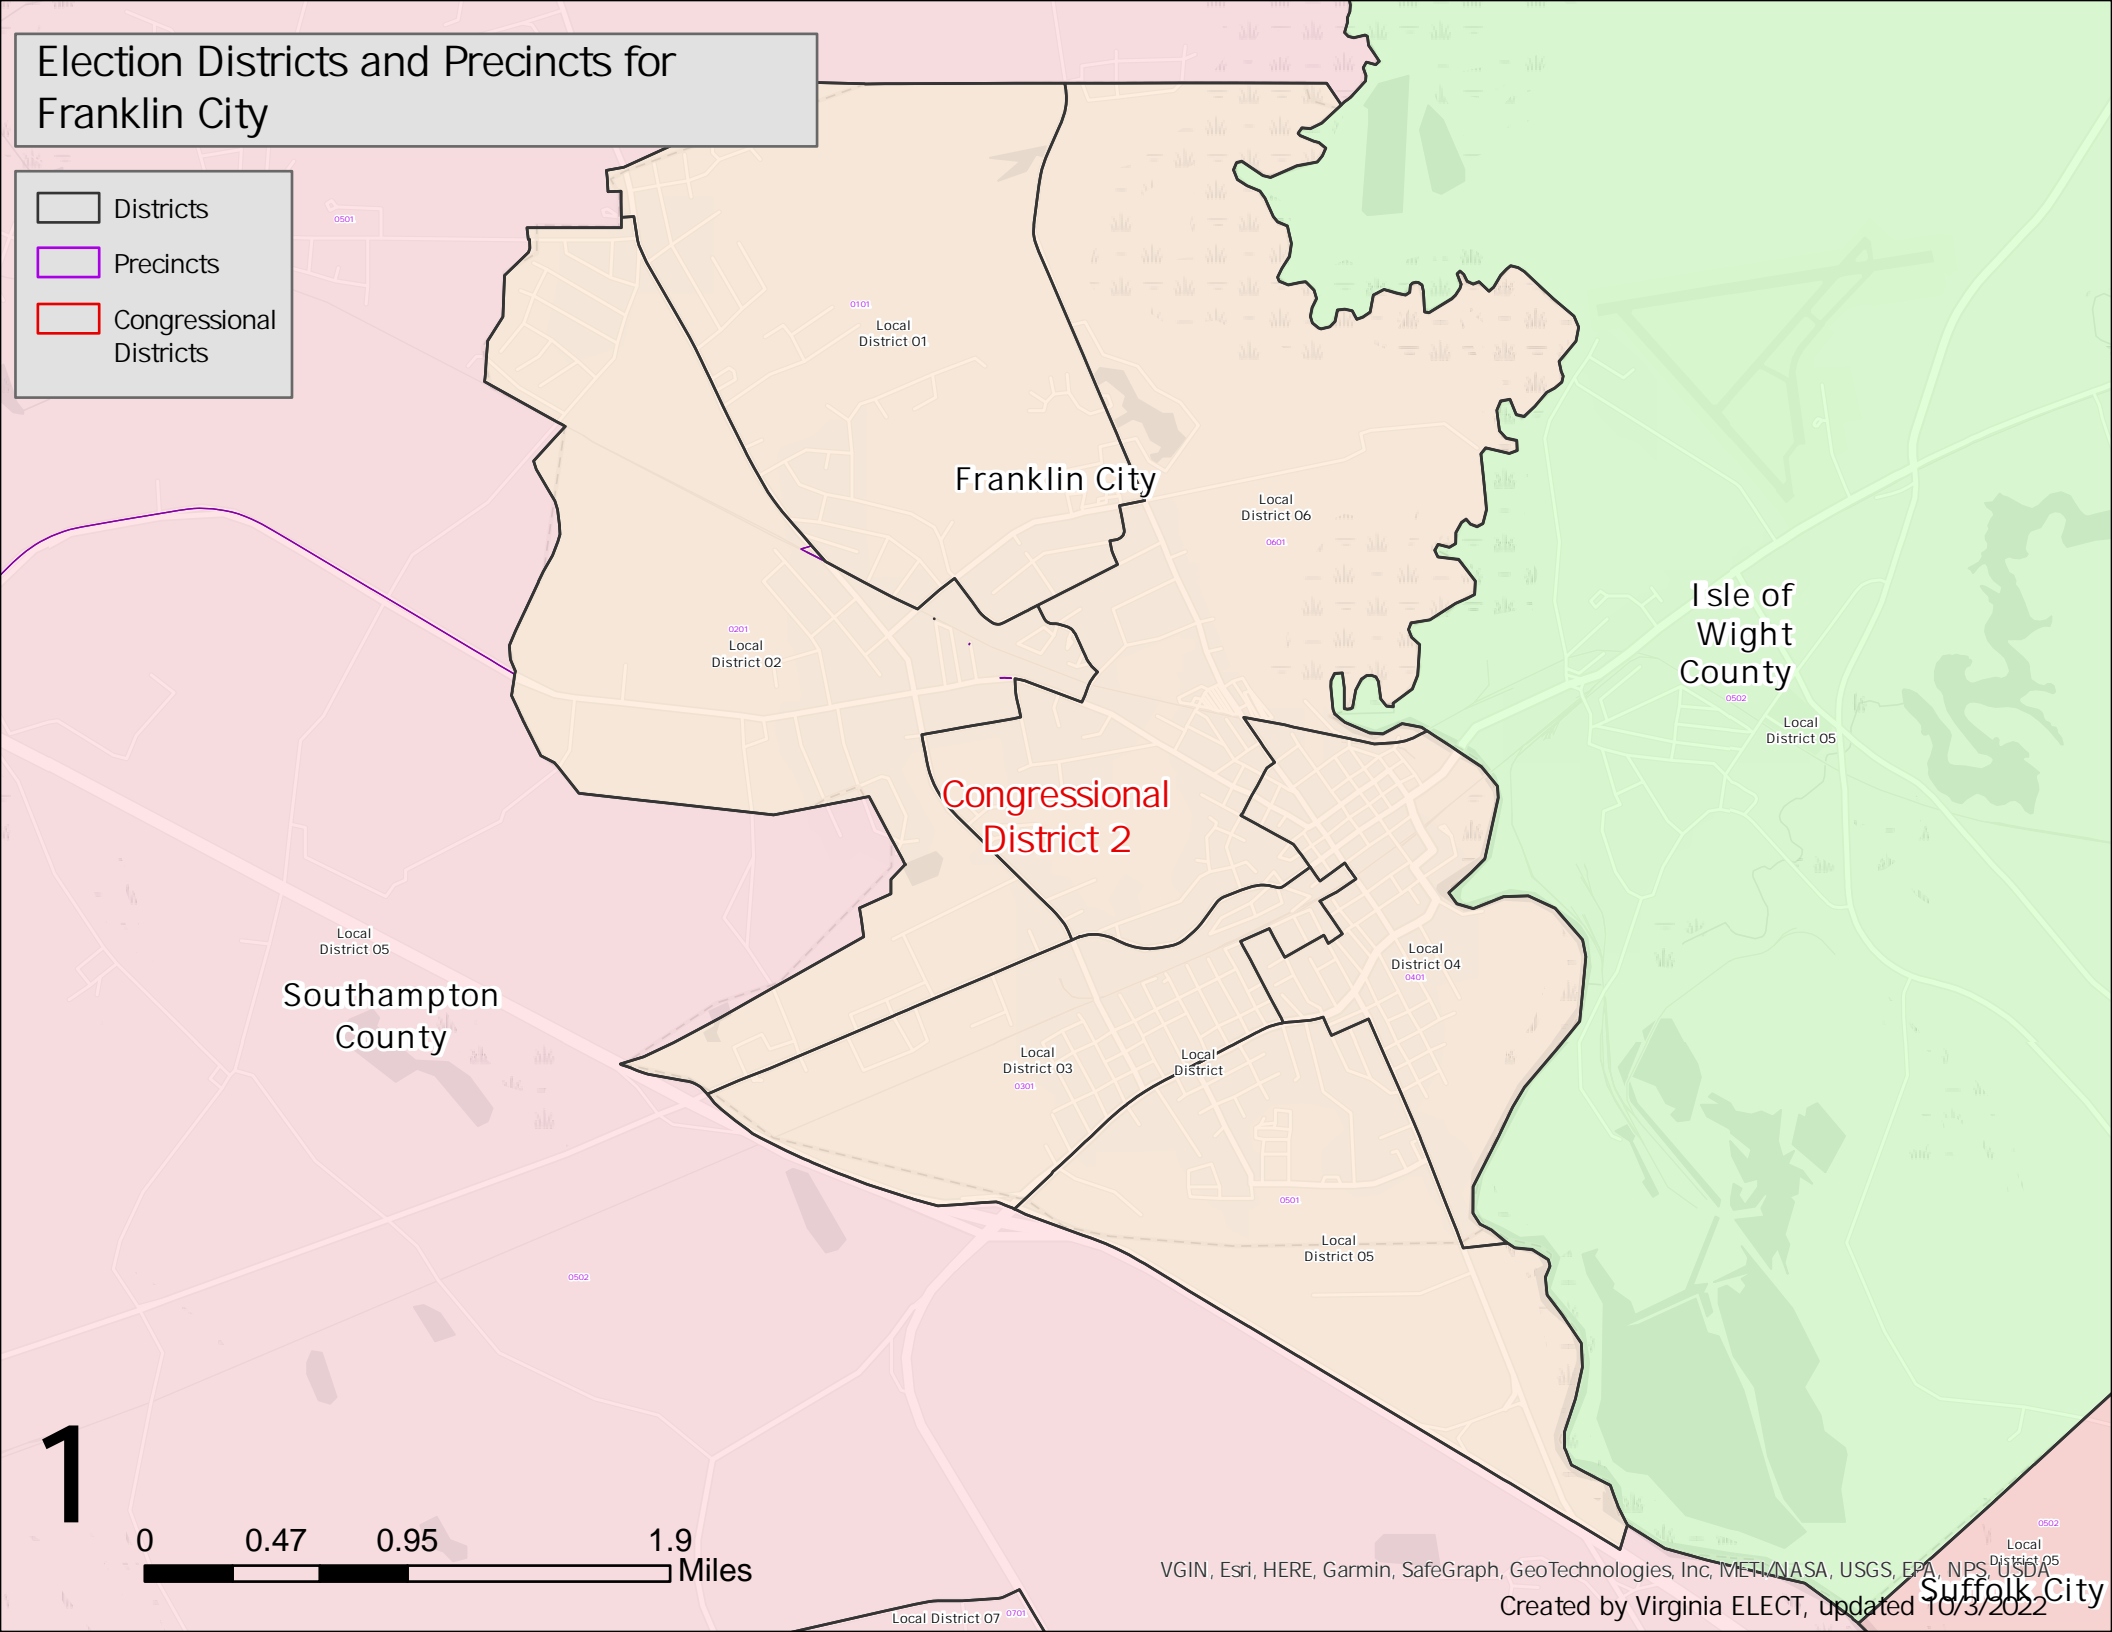 Election Districts and Precincts for
Franklin City
Districts
Precincts
Congressional
Districts
0501
0101
Local
District 01
Franklin City
Local
District 06
0601
Isle of
Wight
County
0502
Local
District 05
0201
Local
District 02
Congressional
District 2
Local
District 05
Southampton
County
Local
District 04
0401
Local
District 03
0301
Local
District
0501
Local
District 05
0502
1
0 0.47 0.95 1.9
Miles
Local District 07
0701
0502
Local
District 05
Suffolk City
VGIN, Esri, HERE, Garmin, SafeGraph, GeoTechnologies, Inc, METI/NASA, USGS, EPA, NPS, USDA
Created by Virginia ELECT, updated 10/3/2022